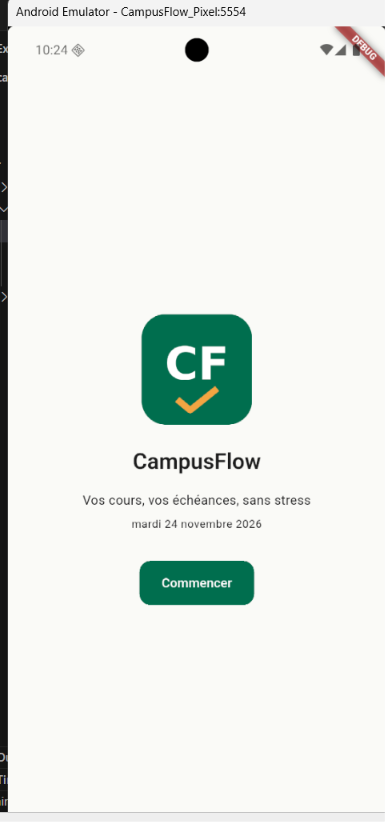 Android Emulator - CampusFlow_Pixel:5554
10:24
DEBUG
CF
CampusFlow
Vos cours, vos échéances, sans stress
mardi 24 novembre 2026
Commencer